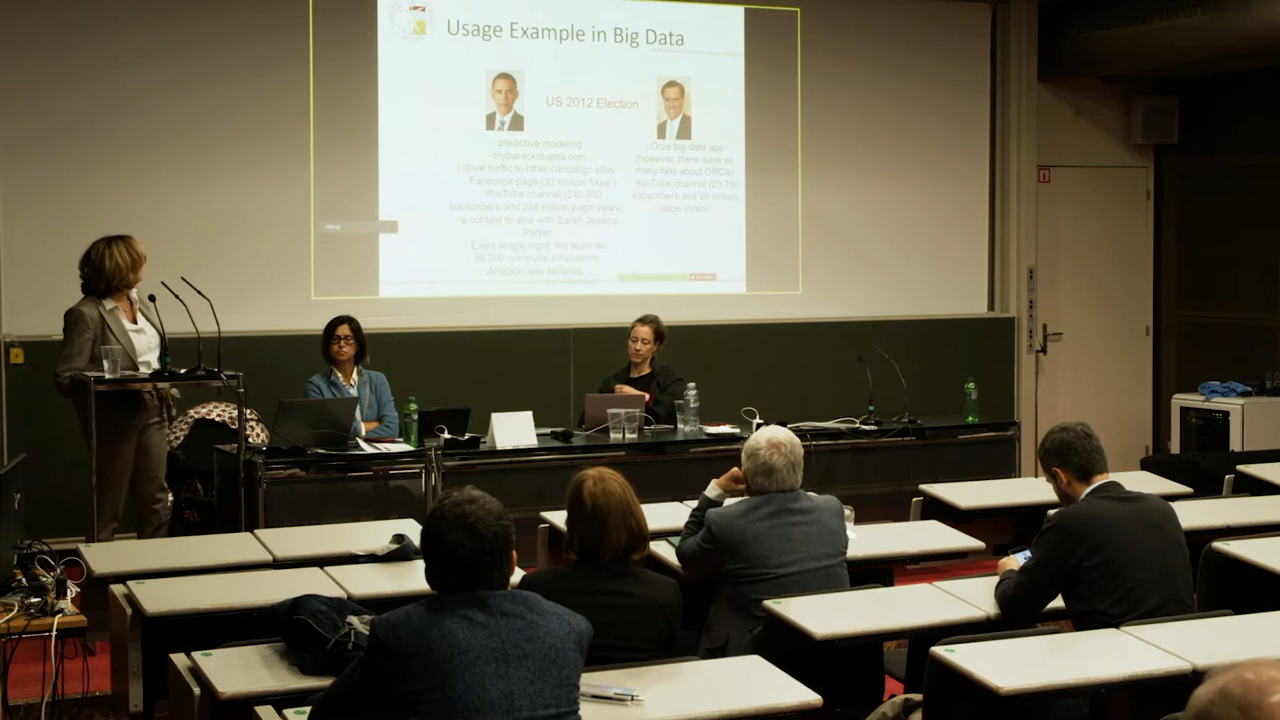 Usage Example in Big Data
US 2012 Election
- predictive modeling
mybarackobama.com
- drive traffic to other campaign sites
Facebook page (33 million "likes")
YouTube channel (240,000
subscribers and 246 million page views)
- a contest to dine with Sarah Jessica
Parker
- Every single night, the team ran
66,000 computer simulations
Amazon web services
- Orca big-data app
(however, there were so
many fails about ORCA)
- YouTube channel (23,700
subscribers and 26 million
page views)